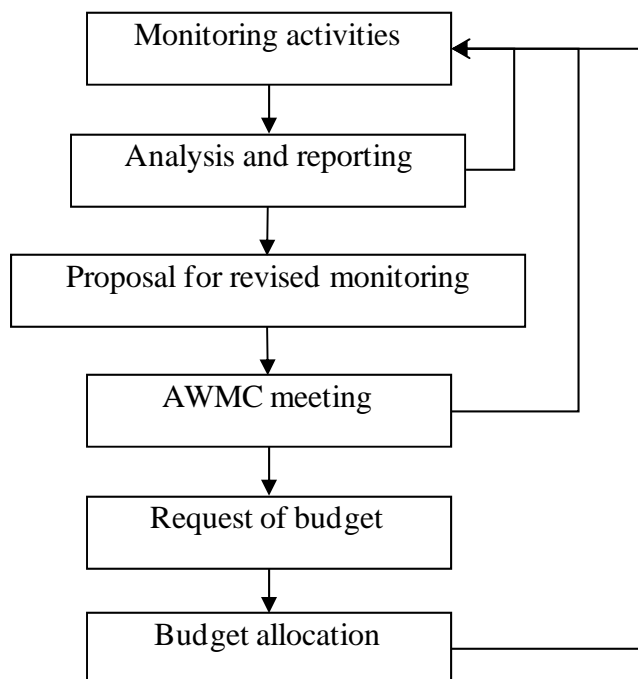 Monitoring activities
Analysis and reporting
Proposal for revised monitoring
AWMC meeting
Request of budget
Budget allocation